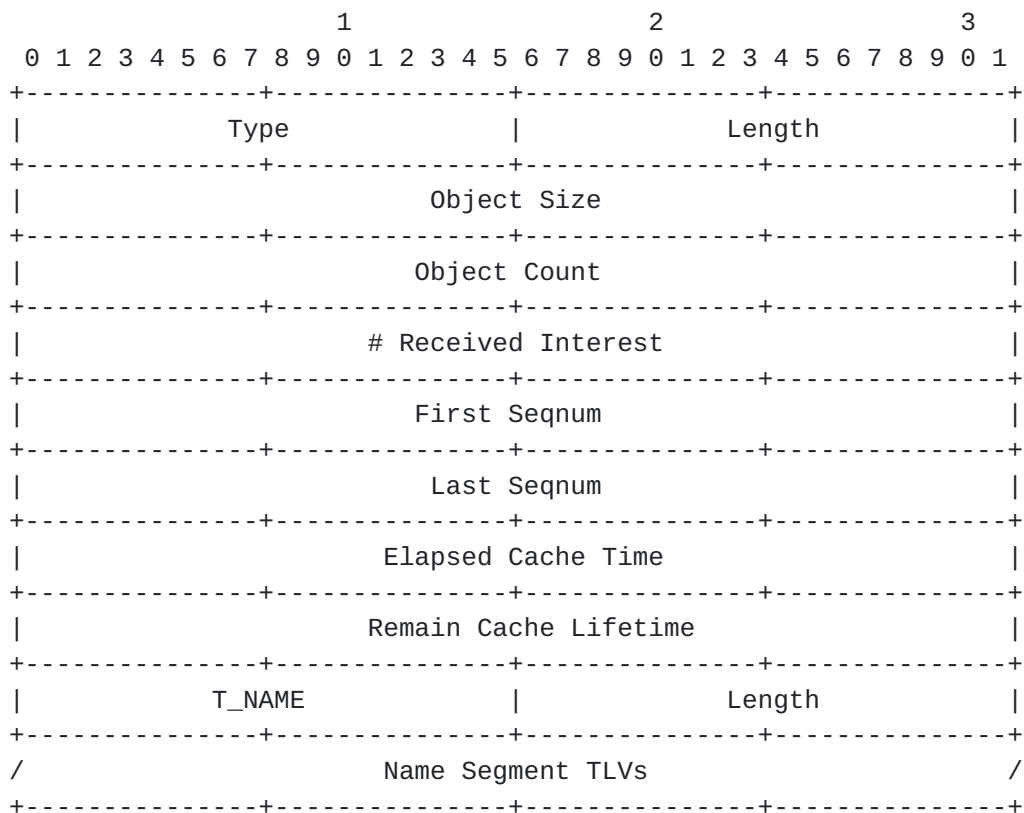 1                   2                   3
 0 1 2 3 4 5 6 7 8 9 0 1 2 3 4 5 6 7 8 9 0 1 2 3 4 5 6 7 8 9 0 1
+---------------+---------------+---------------+---------------+
|             Type              |             Length            |
+---------------+---------------+---------------+---------------+
|                          Object Size                          |
+---------------+---------------+---------------+---------------+
|                         Object Count                          |
+---------------+---------------+---------------+---------------+
|                      # Received Interest                      |
+---------------+---------------+---------------+---------------+
|                         First Seqnum                          |
+---------------+---------------+---------------+---------------+
|                          Last Seqnum                          |
+---------------+---------------+---------------+---------------+
|                       Elapsed Cache Time                      |
+---------------+---------------+---------------+---------------+
|                      Remain Cache Lifetime                    |
+---------------+---------------+---------------+---------------+
|            T_NAME             |             Length            |
+---------------+---------------+---------------+---------------+
/                       Name Segment TLVs                       /
+---------------+---------------+---------------+---------------+